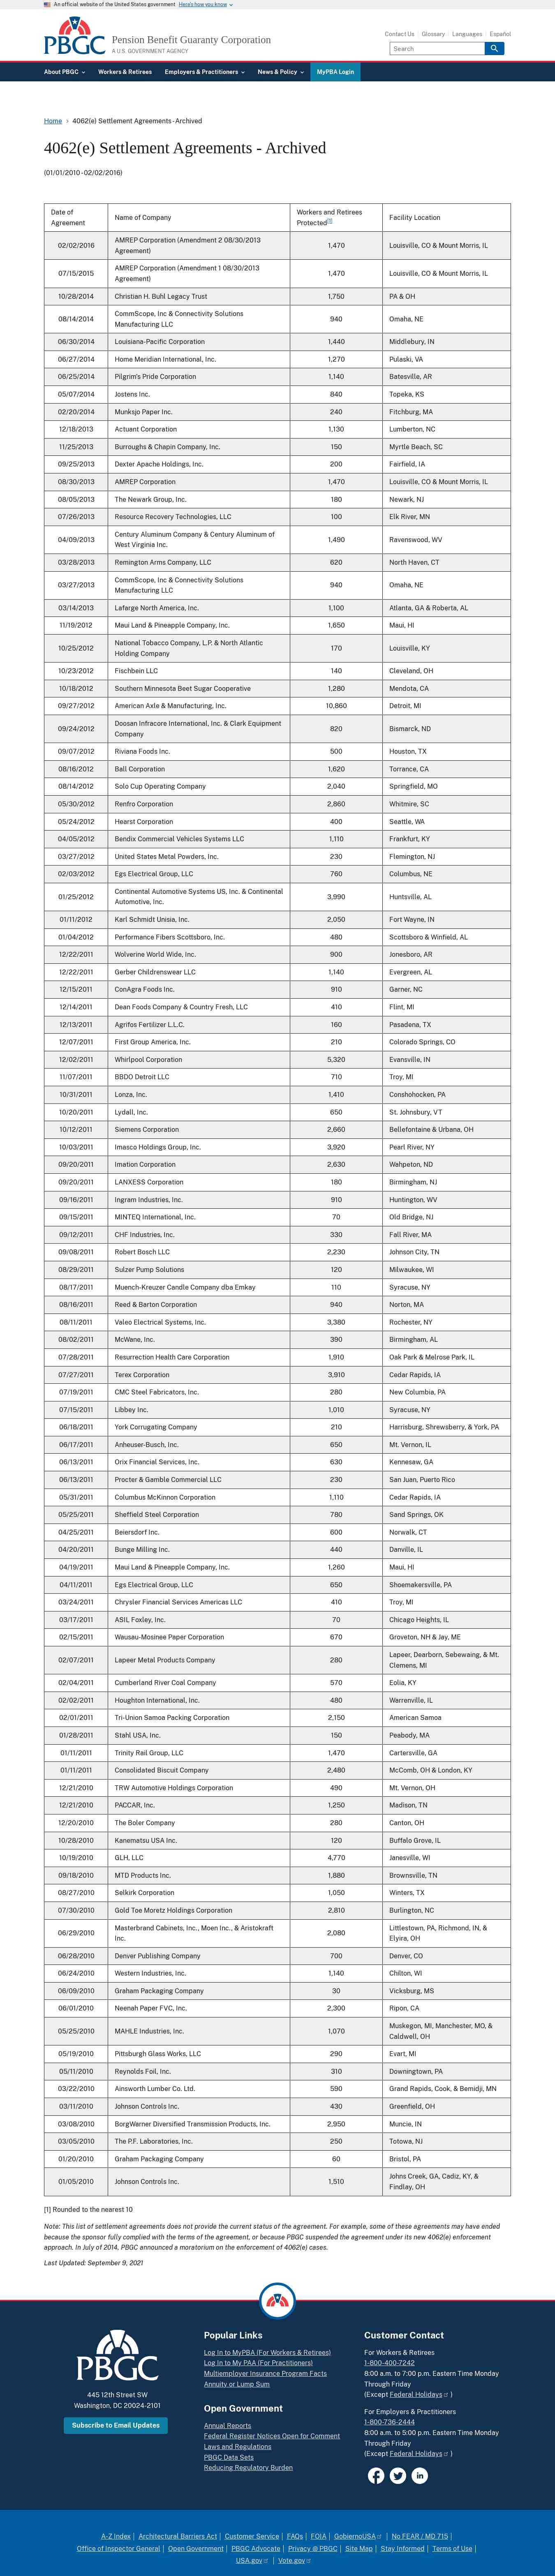 An official website of the United States government Here's how you know
PBGC
Pension Benefit Guaranty Corporation
A U.S. GOVERNMENT AGENCY
Contact Us Glossary Languages Español
Search
About PBGC Workers & Retirees Employers & Practitioners News & Policy MyPBA Login
Home 4062(e) Settlement Agreements - Archived
4062(e) Settlement Agreements - Archived
(01/01/2010 - 02/02/2016)
Date of Agreement Name of Company Workers and Retirees Protected[1] Facility Location
02/02/2016 AMREP Corporation (Amendment 2 08/30/2013 Agreement) 1,470 Louisville, CO & Mount Morris, IL
07/15/2015 AMREP Corporation (Amendment 1 08/30/2013 Agreement) 1,470 Louisville, CO & Mount Morris, IL
10/28/2014 Christian H. Buhl Legacy Trust 1,750 PA & OH
08/14/2014 CommScope, Inc & Connectivity Solutions Manufacturing LLC 940 Omaha, NE
06/30/2014 Louisiana-Pacific Corporation 1,440 Middlebury, IN
06/27/2014 Home Meridian International, Inc. 1,270 Pulaski, VA
06/25/2014 Pilgrim's Pride Corporation 1,140 Batesville, AR
05/07/2014 Jostens Inc. 840 Topeka, KS
02/20/2014 Munksjo Paper Inc. 240 Fitchburg, MA
12/18/2013 Actuant Corporation 1,130 Lumberton, NC
11/25/2013 Burroughs & Chapin Company, Inc. 150 Myrtle Beach, SC
09/25/2013 Dexter Apache Holdings, Inc. 200 Fairfield, IA
08/30/2013 AMREP Corporation 1,470 Louisville, CO & Mount Morris, IL
08/05/2013 The Newark Group, Inc. 180 Newark, NJ
07/26/2013 Resource Recovery Technologies, LLC 100 Elk River, MN
04/09/2013 Century Aluminum Company & Century Aluminum of West Virginia Inc. 1,490 Ravenswood, WV
03/28/2013 Remington Arms Company, LLC 620 North Haven, CT
03/27/2013 CommScope, Inc & Connectivity Solutions Manufacturing LLC 940 Omaha, NE
03/14/2013 Lafarge North America, Inc. 1,100 Atlanta, GA & Roberta, AL
11/19/2012 Maui Land & Pineapple Company, Inc. 1,650 Maui, HI
10/25/2012 National Tobacco Company, L.P. & North Atlantic Holding Company 170 Louisville, KY
10/23/2012 Fischbein LLC 140 Cleveland, OH
10/18/2012 Southern Minnesota Beet Sugar Cooperative 1,280 Mendota, CA
09/27/2012 American Axle & Manufacturing, Inc. 10,860 Detroit, MI
09/24/2012 Doosan Infracore International, Inc. & Clark Equipment Company 820 Bismarck, ND
09/07/2012 Riviana Foods Inc. 500 Houston, TX
08/16/2012 Ball Corporation 1,620 Torrance, CA
08/14/2012 Solo Cup Operating Company 2,040 Springfield, MO
05/30/2012 Renfro Corporation 2,860 Whitmire, SC
05/24/2012 Hearst Corporation 400 Seattle, WA
04/05/2012 Bendix Commercial Vehicles Systems LLC 1,110 Frankfurt, KY
03/27/2012 United States Metal Powders, Inc. 230 Flemington, NJ
02/03/2012 Egs Electrical Group, LLC 760 Columbus, NE
01/25/2012 Continental Automotive Systems US, Inc. & Continental Automotive, Inc. 3,990 Huntsville, AL
01/11/2012 Karl Schmidt Unisia, Inc. 2,050 Fort Wayne, IN
01/04/2012 Performance Fibers Scottsboro, Inc. 480 Scottsboro & Winfield, AL
12/22/2011 Wolverine World Wide, Inc. 900 Jonesboro, AR
12/22/2011 Gerber Childrenswear LLC 1,140 Evergreen, AL
12/15/2011 ConAgra Foods Inc. 910 Garner, NC
12/14/2011 Dean Foods Company & Country Fresh, LLC 410 Flint, MI
12/13/2011 Agrifos Fertilizer L.L.C. 160 Pasadena, TX
12/07/2011 First Group America, Inc. 210 Colorado Springs, CO
12/02/2011 Whirlpool Corporation 5,320 Evansville, IN
11/07/2011 BBDO Detroit LLC 710 Troy, MI
10/31/2011 Lonza, Inc. 1,410 Conshohocken, PA
10/20/2011 Lydall, Inc. 650 St. Johnsbury, VT
10/12/2011 Siemens Corporation 2,660 Bellefontaine & Urbana, OH
10/03/2011 Imasco Holdings Group, Inc. 3,920 Pearl River, NY
09/20/2011 Imation Corporation 2,630 Wahpeton, ND
09/20/2011 LANXESS Corporation 180 Birmingham, NJ
09/16/2011 Ingram Industries, Inc. 910 Huntington, WV
09/15/2011 MINTEQ International, Inc. 70 Old Bridge, NJ
09/12/2011 CHF Industries, Inc. 330 Fall River, MA
09/08/2011 Robert Bosch LLC 2,230 Johnson City, TN
08/29/2011 Sulzer Pump Solutions 120 Milwaukee, WI
08/17/2011 Muench-Kreuzer Candle Company dba Emkay 110 Syracuse, NY
08/16/2011 Reed & Barton Corporation 940 Norton, MA
08/11/2011 Valeo Electrical Systems, Inc. 3,380 Rochester, NY
08/02/2011 McWane, Inc. 390 Birmingham, AL
07/28/2011 Resurrection Health Care Corporation 1,910 Oak Park & Melrose Park, IL
07/27/2011 Terex Corporation 3,910 Cedar Rapids, IA
07/19/2011 CMC Steel Fabricators, Inc. 280 New Columbia, PA
07/15/2011 Libbey Inc. 1,010 Syracuse, NY
06/18/2011 York Corrugating Company 210 Harrisburg, Shrewsberry, & York, PA
06/17/2011 Anheuser-Busch, Inc. 650 Mt. Vernon, IL
06/13/2011 Orix Financial Services, Inc. 630 Kennesaw, GA
06/13/2011 Procter & Gamble Commercial LLC 230 San Juan, Puerto Rico
05/31/2011 Columbus McKinnon Corporation 1,110 Cedar Rapids, IA
05/25/2011 Sheffield Steel Corporation 780 Sand Springs, OK
04/25/2011 Beiersdorf Inc. 600 Norwalk, CT
04/20/2011 Bunge Milling Inc. 440 Danville, IL
04/19/2011 Maui Land & Pineapple Company, Inc. 1,260 Maui, HI
04/11/2011 Egs Electrical Group, LLC 650 Shoemakersville, PA
03/24/2011 Chrysler Financial Services Americas LLC 410 Troy, MI
03/17/2011 ASIL Foxley, Inc. 70 Chicago Heights, IL
02/15/2011 Wausau-Mosinee Paper Corporation 670 Groveton, NH & Jay, ME
02/07/2011 Lapeer Metal Products Company 280 Lapeer, Dearborn, Sebewaing, & Mt. Clemens, MI
02/04/2011 Cumberland River Coal Company 570 Eolia, KY
02/02/2011 Houghton International, Inc. 480 Warrenville, IL
02/01/2011 Tri-Union Samoa Packing Corporation 2,150 American Samoa
01/28/2011 Stahl USA, Inc. 150 Peabody, MA
01/11/2011 Trinity Rail Group, LLC 1,470 Cartersville, GA
01/11/2011 Consolidated Biscuit Company 2,480 McComb, OH & London, KY
12/21/2010 TRW Automotive Holdings Corporation 490 Mt. Vernon, OH
12/21/2010 PACCAR, Inc. 1,250 Madison, TN
12/20/2010 The Boler Company 280 Canton, OH
10/28/2010 Kanematsu USA Inc. 120 Buffalo Grove, IL
10/19/2010 GLH, LLC 4,770 Janesville, WI
09/18/2010 MTD Products Inc. 1,880 Brownsville, TN
08/27/2010 Selkirk Corporation 1,050 Winters, TX
07/30/2010 Gold Toe Moretz Holdings Corporation 2,810 Burlington, NC
06/29/2010 Masterbrand Cabinets, Inc., Moen Inc., & Aristokraft Inc. 2,080 Littlestown, PA, Richmond, IN, & Elyira, OH
06/28/2010 Denver Publishing Company 700 Denver, CO
06/24/2010 Western Industries, Inc. 1,140 Chilton, WI
06/09/2010 Graham Packaging Company 30 Vicksburg, MS
06/01/2010 Neenah Paper FVC, Inc. 2,300 Ripon, CA
05/25/2010 MAHLE Industries, Inc. 1,070 Muskegon, MI, Manchester, MO, & Caldwell, OH
05/19/2010 Pittsburgh Glass Works, LLC 290 Evart, MI
05/11/2010 Reynolds Foil, Inc. 310 Downingtown, PA
03/22/2010 Ainsworth Lumber Co. Ltd. 590 Grand Rapids, Cook, & Bemidji, MN
03/11/2010 Johnson Controls Inc. 430 Greenfield, OH
03/08/2010 BorgWarner Diversified Transmission Products, Inc. 2,950 Muncie, IN
03/05/2010 The P.F. Laboratories, Inc. 250 Totowa, NJ
01/20/2010 Graham Packaging Company 60 Bristol, PA
01/05/2010 Johnson Controls Inc. 1,510 Johns Creek, GA, Cadiz, KY, & Findlay, OH
[1] Rounded to the nearest 10
Note: This list of settlement agreements does not provide the current status of the agreement. For example, some of these agreements may have ended because the sponsor fully complied with the terms of the agreement, or because PBGC suspended the agreement under its new 4062(e) enforcement approach. In July of 2014, PBGC announced a moratorium on the enforcement of 4062(e) cases.
Last Updated: September 9, 2021
PBGC
445 12th Street SW
Washington, DC 20024-2101
Subscribe to Email Updates
Popular Links
Log In to MyPBA (For Workers & Retirees)
Log In to My PAA (For Practitioners)
Multiemployer Insurance Program Facts
Annuity or Lump Sum
Open Government
Annual Reports
Federal Register Notices Open for Comment
Laws and Regulations
PBGC Data Sets
Reducing Regulatory Burden
Customer Contact
For Workers & Retirees
1-800-400-7242
8:00 a.m. to 7:00 p.m. Eastern Time Monday Through Friday
(Except Federal Holidays )
For Employers & Practitioners
1-800-736-2444
8:00 a.m. to 5:00 p.m. Eastern Time Monday Through Friday
(Except Federal Holidays )
A-Z Index | Architectural Barriers Act | Customer Service | FAQs | FOIA | GobiernoUSA | No FEAR / MD 715 |
Office of Inspector General | Open Government | PBGC Advocate | Privacy @ PBGC | Site Map | Stay Informed | Terms of Use |
USA.gov | Vote.gov